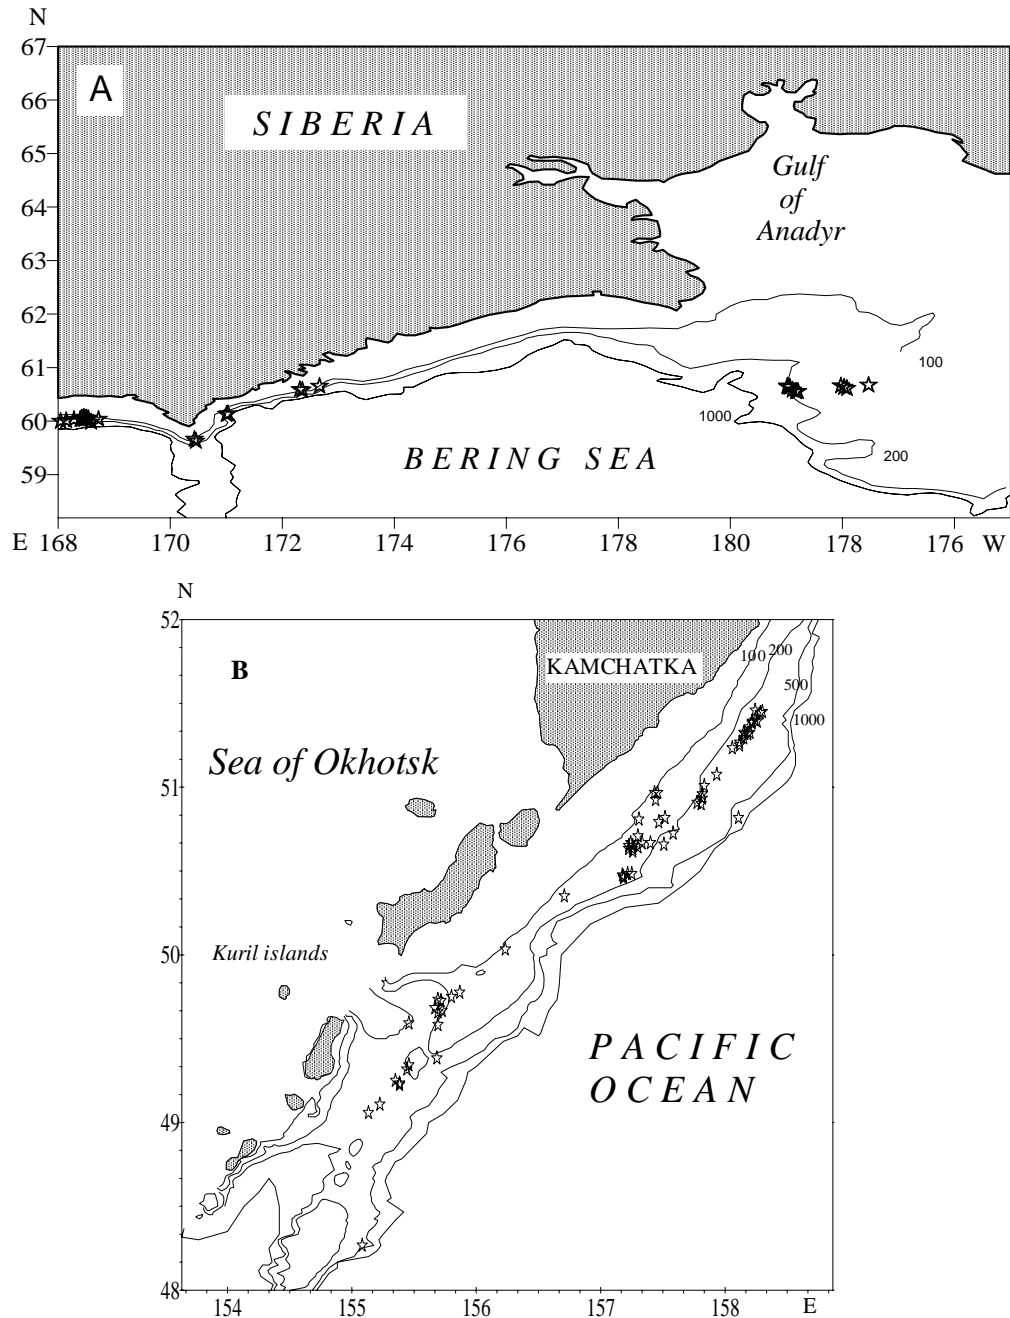 N
67
A
66
SIBERIA
65
Gulf
of
Anadyr
64
63
62
61
100
60
1000
BERING SEA
200
59
E 168 170 172 174 176 178 180 178 176 W
N
52
B
KAMCHATKA
100 200
500
1000
Sea of Okhotsk
51
Kuril islands
50
PACIFIC
OCEAN
49
48
154 155 156 157 158 E